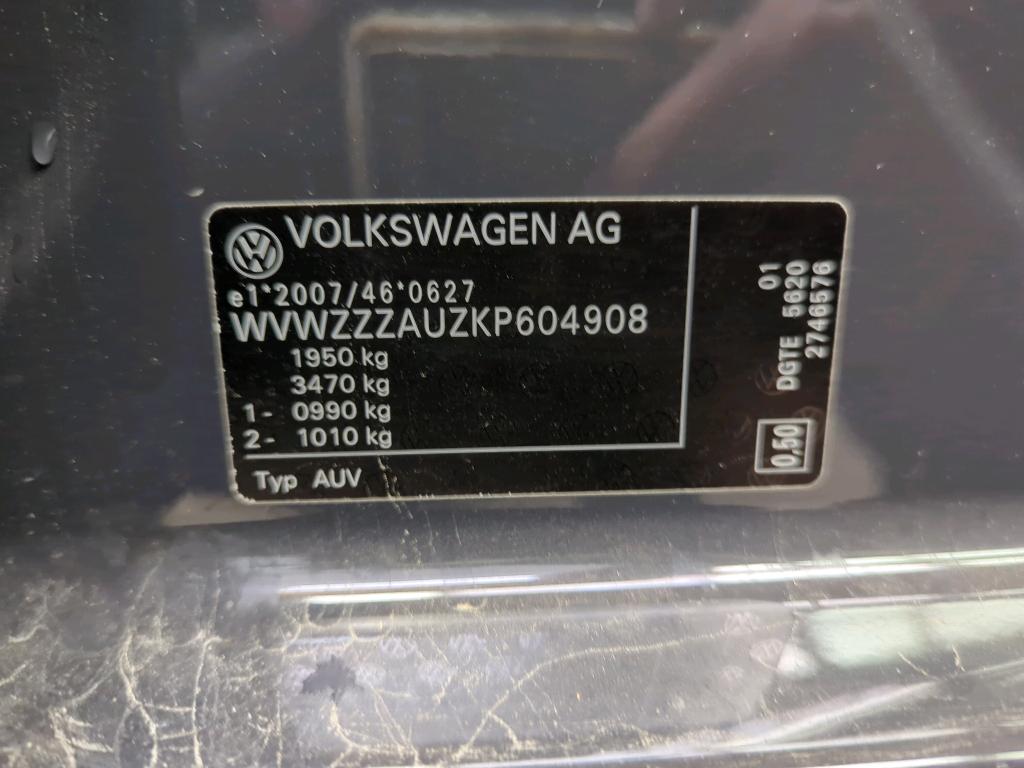 VOLKSWAGEN AG
e1*2007/46*0627
WVWZZZAUZKP604908
1950 kg
3470 kg
1- 0990 kg
2- 1010 kg
Typ AUV
01
DGTE 5620
2746576
0,50